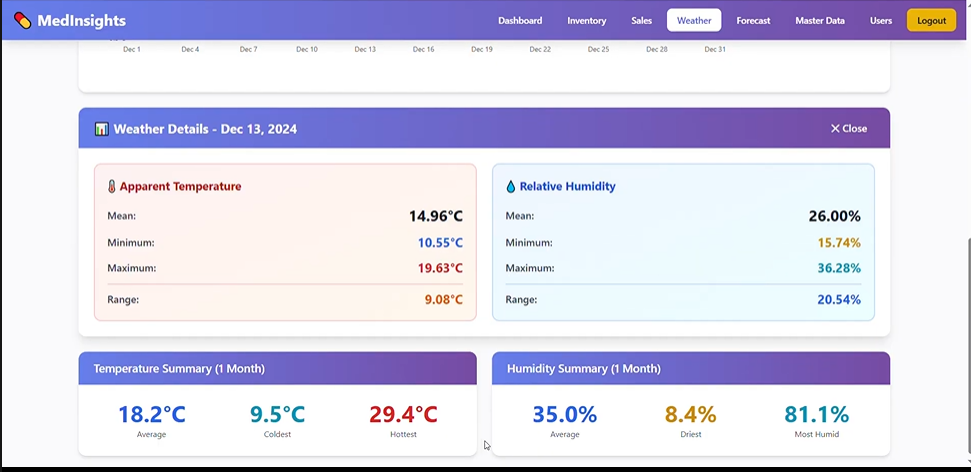 MedInsights
Dashboard Inventory Sales Weather Forecast Master Data Users Logout
Dec 1 Dec 4 Dec 7 Dec 10 Dec 13 Dec 16 Dec 19 Dec 22 Dec 25 Dec 28 Dec 31
Weather Details - Dec 13, 2024
✕ Close
Apparent Temperature
Mean: 14.96°C
Minimum: 10.55°C
Maximum: 19.63°C
Range: 9.08°C
Relative Humidity
Mean: 26.00%
Minimum: 15.74%
Maximum: 36.28%
Range: 20.54%
Temperature Summary (1 Month)
18.2°C 9.5°C 29.4°C
Average Coldest Hottest
Humidity Summary (1 Month)
35.0% 8.4% 81.1%
Average Driest Most Humid